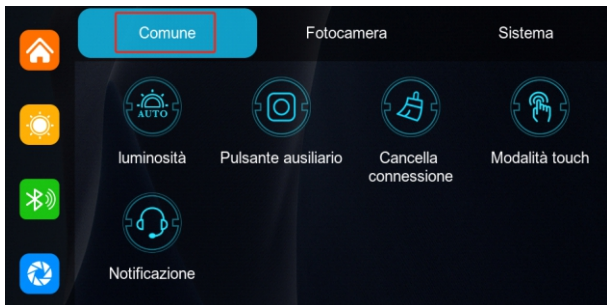 Comune
Fotocamera
Sistema
AUTO
luminosità
Pulsante ausiliario
Cancella
connessione
Modalità touch
Notificazione